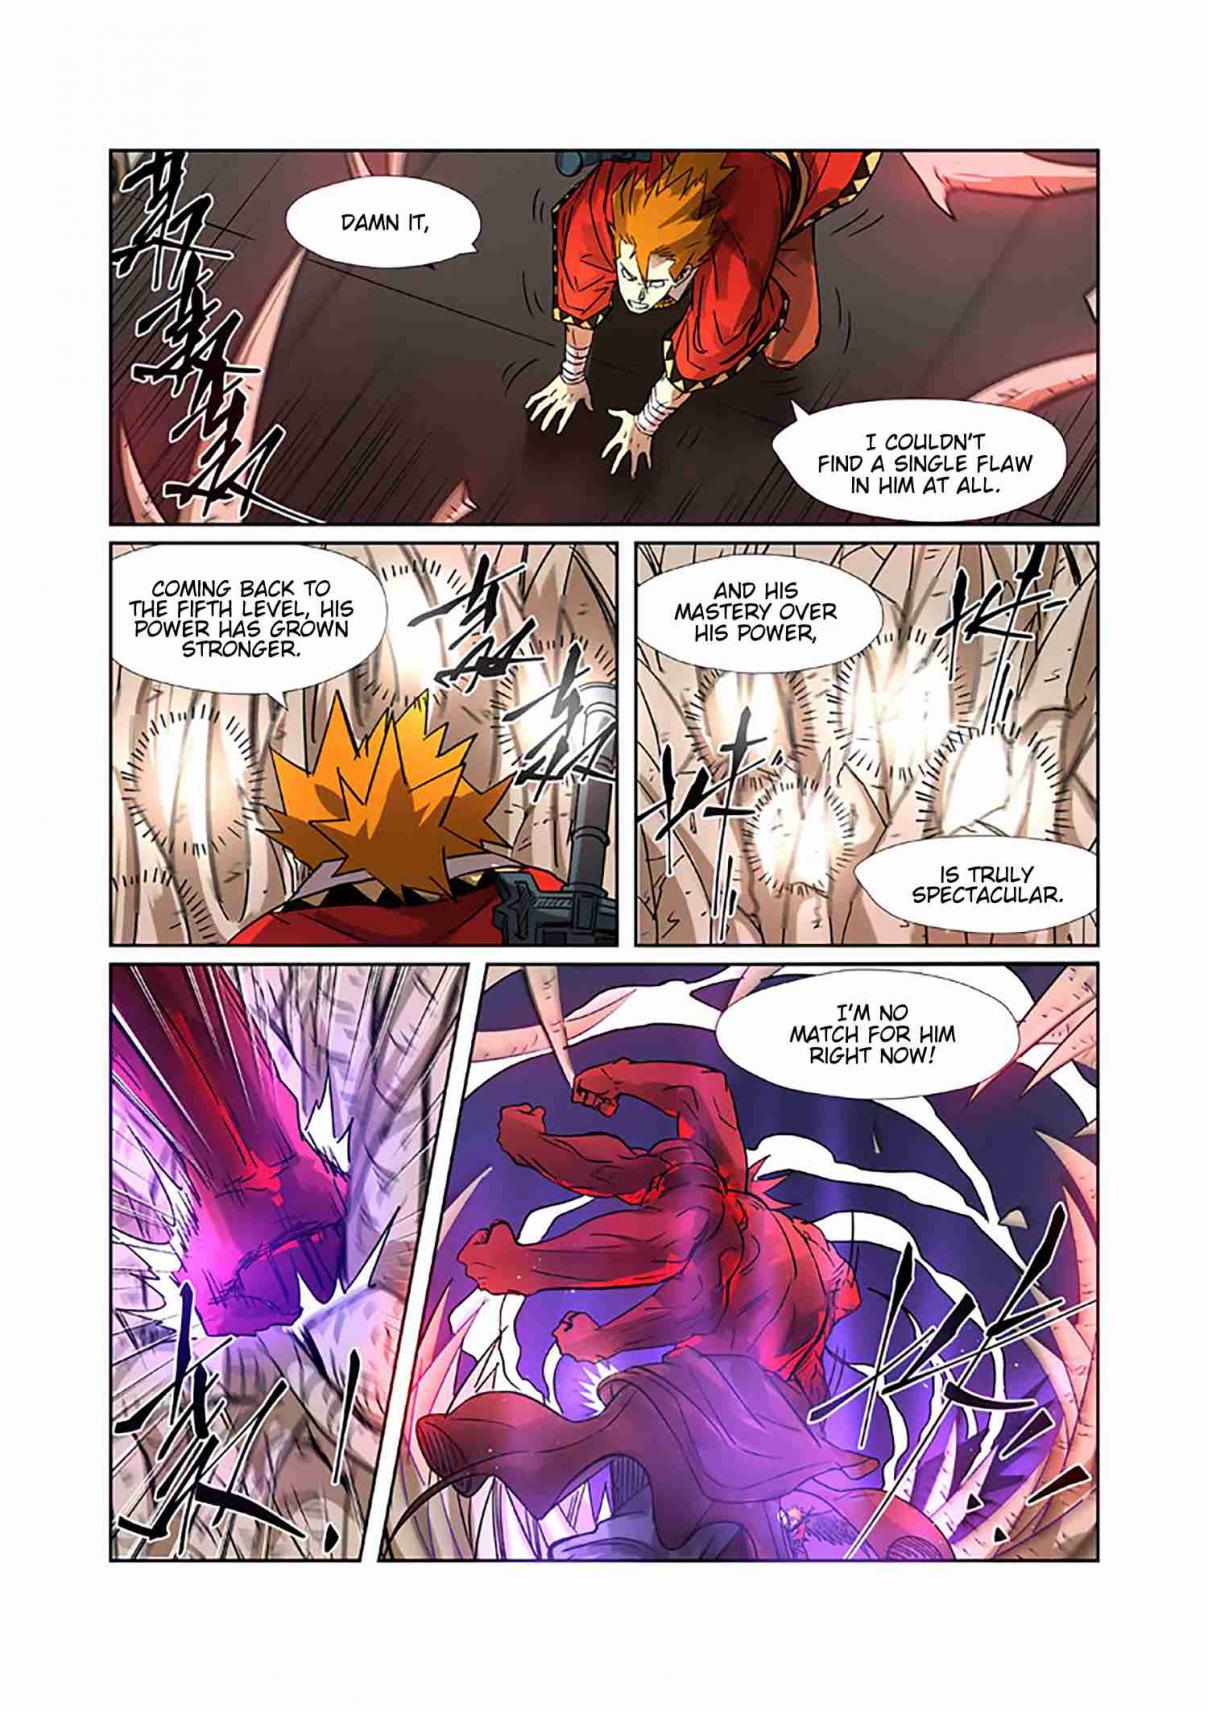 DAMN IT,
I COULDN'T
FIND A SINGLE FLAW
IN HIM AT ALL.
COMING BACK TO
THE FIFTH LEVEL, HIS
POWER HAS GROWN
STRONGER.
AND HIS
MASTERY OVER
HIS POWER,
IS TRULY
SPECTACULAR.
I'M NO
MATCH FOR HIM
RIGHT NOW!